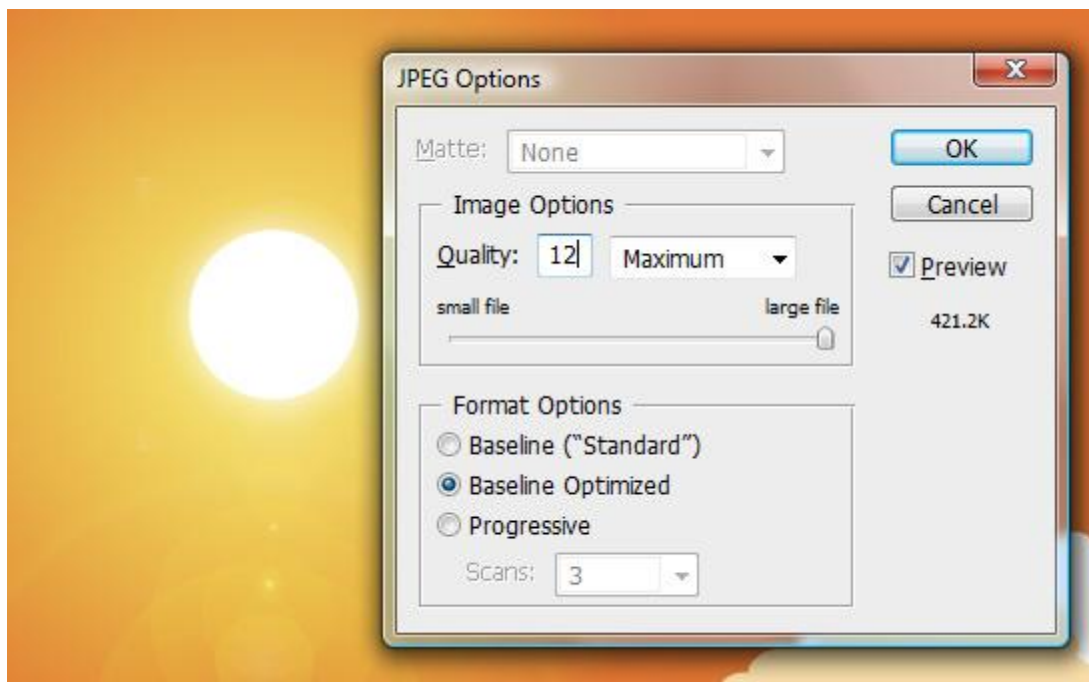 JPEG Options
X
Matte: None
OK
Image Options
Cancel
Quality: 12 Maximum
Preview
small file large file
421.2K
Format Options
Baseline (“Standard”)
Baseline Optimized
Progressive
Scans: 3